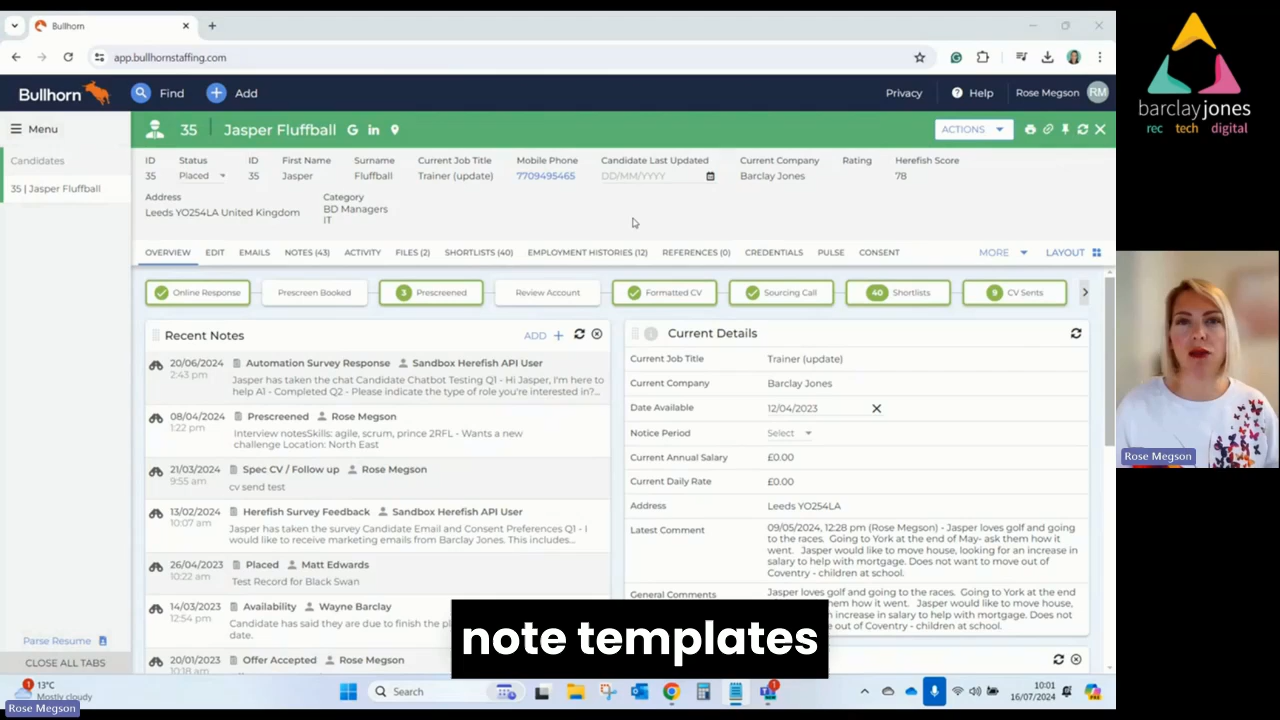 Bullhorn
app.bullhornstaffing.com
Bullhorn
Find
Add
Privacy
Help
Rose Megson RM
Menu
Candidates
35 | Jasper Fluffball
35 Jasper Fluffball
ACTIONS
ID Status ID First Name Surname Current Job Title Mobile Phone Candidate Last Updated Current Company Rating Herefish Score
35 Placed 35 Jasper Fluffball Trainer (update) 7709495465 DD/MM/YYYY Barclay Jones 78
Address
Leeds YO254LA United Kingdom
Category
BD Managers
IT
OVERVIEW EDIT EMAILS NOTES (43) ACTIVITY FILES (2) SHORTLISTS (40) EMPLOYMENT HISTORIES (12) REFERENCES (0) CREDENTIALS PULSE CONSENT MORE LAYOUT
Online Response
Prescreen Booked
3 Prescreened
Review Account
Formatted CV
Sourcing Call
40 Shortlists
9 CV Sents
Recent Notes ADD
20/06/2024 Automation Survey Response Sandbox Herefish API User
2:43 pm
Jasper has taken the chat Candidate Chatbot Testing Q1 - Hi Jasper, I'm here to
help A1 - Completed Q2 - Please indicate the type of role you're interested in?...
08/04/2024 Prescreened Rose Megson
1:22 pm
Interview notesSkills: agile, scrum, prince 2RFL - Wants a new
challenge Location: North East
21/03/2024 Spec CV / Follow up Rose Megson
9:55 am
cv send test
13/02/2024 Herefish Survey Feedback Sandbox Herefish API User
10:07 am
Jasper has taken the survey Candidate Email and Consent Preferences Q1 - I
would like to receive marketing emails from Barclay Jones. This includes...
26/04/2023 Placed Matt Edwards
10:22 am
Test Record for Black Swan
14/03/2023 Availability Wayne Barclay
12:54 pm
Candidate has said they are due to finish the
date.
20/01/2023 Offer Accepted Rose Megson
10:18 am
Current Details
Current Job Title Trainer (update)
Current Company Barclay Jones
Date Available 12/04/2023
Notice Period Select
Current Annual Salary £0.00
Current Daily Rate £0.00
Address Leeds YO254LA
Latest Comment
09/05/2024, 12:28 pm (Rose Megson) - Jasper loves golf and going
to the races. Going to York at the end of May- ask them how it
went. Jasper would like to move house, looking for an increase in
salary to help with mortgage. Does not want to move out of
Coventry - children at school.
General Comments
Jasper loves golf and going to the races. Going to York at the end
them how it went. Jasper would like to move house,
increase in salary to help with mortgage. Does not
out of Coventry - children at school.
Parse Resume
CLOSE ALL TABS
note templates
1
13°C
Mostly cloudy
Search
1
10:01
16/07/2024
Rose Megson
barclayjones
rec tech digital
Rose Megson